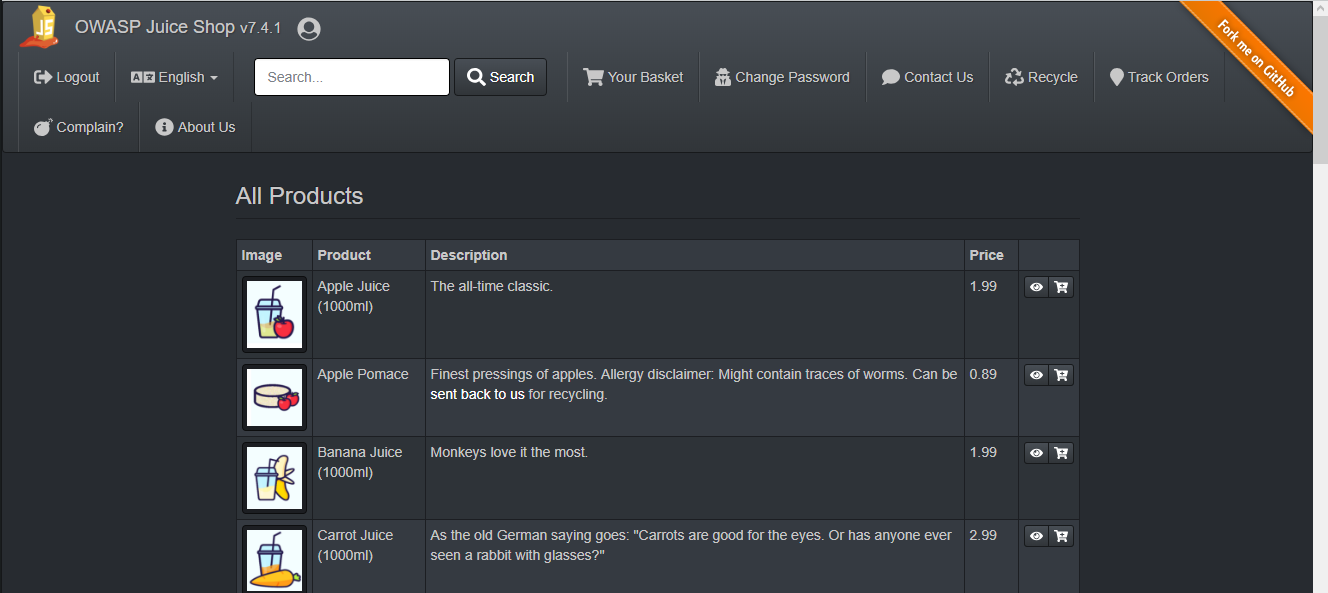 OWASP Juice Shop v7.4.1
Fork me on GitHub
Logout
English
Search...
Search
Your Basket
Change Password
Contact Us
Recycle
Track Orders
Complain?
About Us
All Products
Image Product Description Price
Apple Juice
(1000ml)
The all-time classic.
1.99
Apple Pomace
Finest pressings of apples. Allergy disclaimer: Might contain traces of worms. Can be
sent back to us for recycling.
0.89
Banana Juice
(1000ml)
Monkeys love it the most.
1.99
Carrot Juice
(1000ml)
As the old German saying goes: "Carrots are good for the eyes. Or has anyone ever
seen a rabbit with glasses?"
2.99